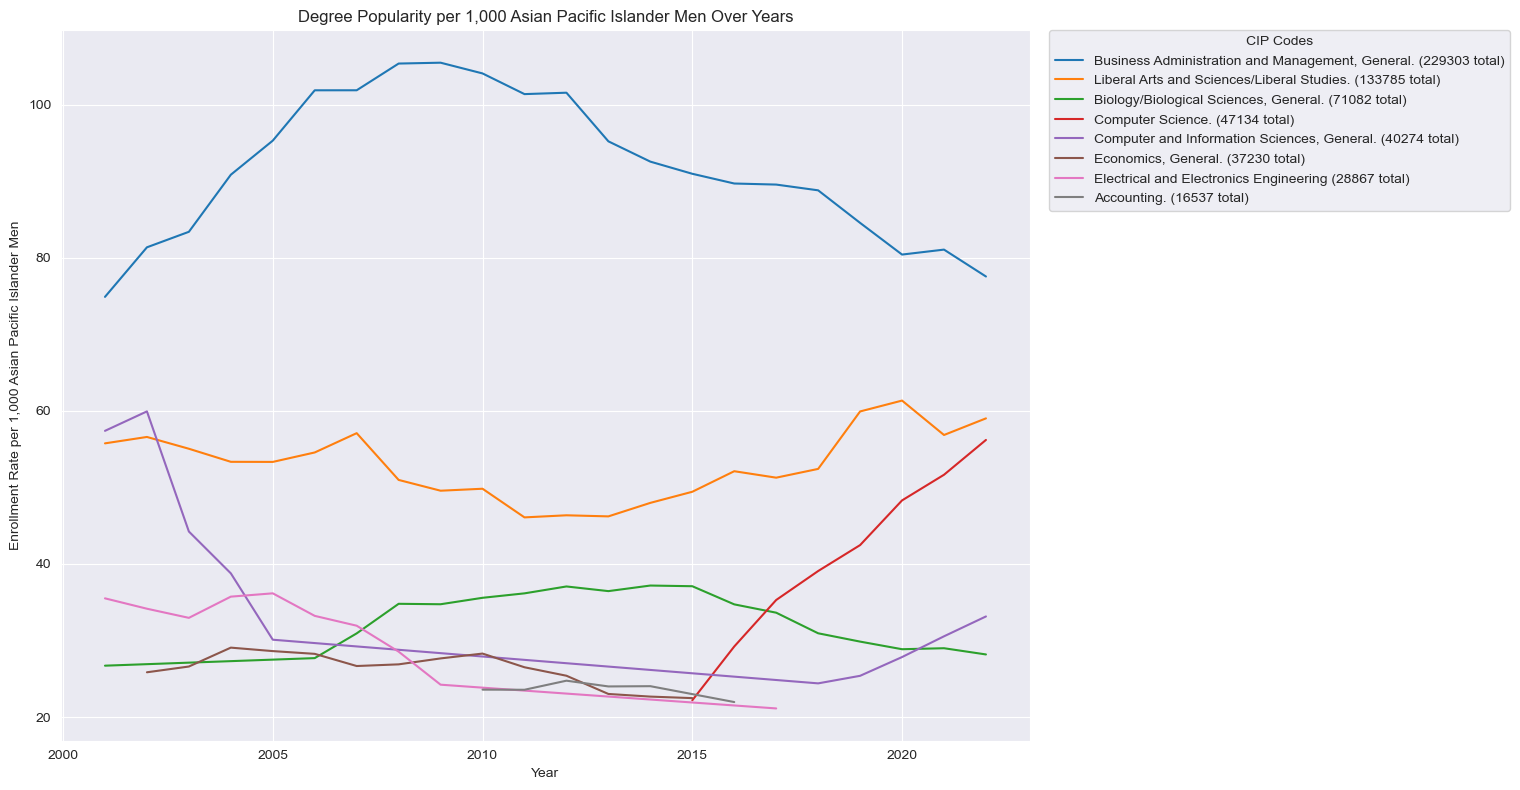 Degree Popularity per 1,000 Asian Pacific Islander Men Over Years
CIP Codes
Business Administration and Management, General. (229303 total)
Liberal Arts and Sciences/Liberal Studies. (133785 total)
Biology/Biological Sciences, General. (71082 total)
Computer Science. (47134 total)
Computer and Information Sciences, General. (40274 total)
Economics, General. (37230 total)
Electrical and Electronics Engineering (28867 total)
Accounting. (16537 total)
Enrollment Rate per 1,000 Asian Pacific Islander Men
100
80
60
40
20
2000
2005
2010
2015
2020
Year